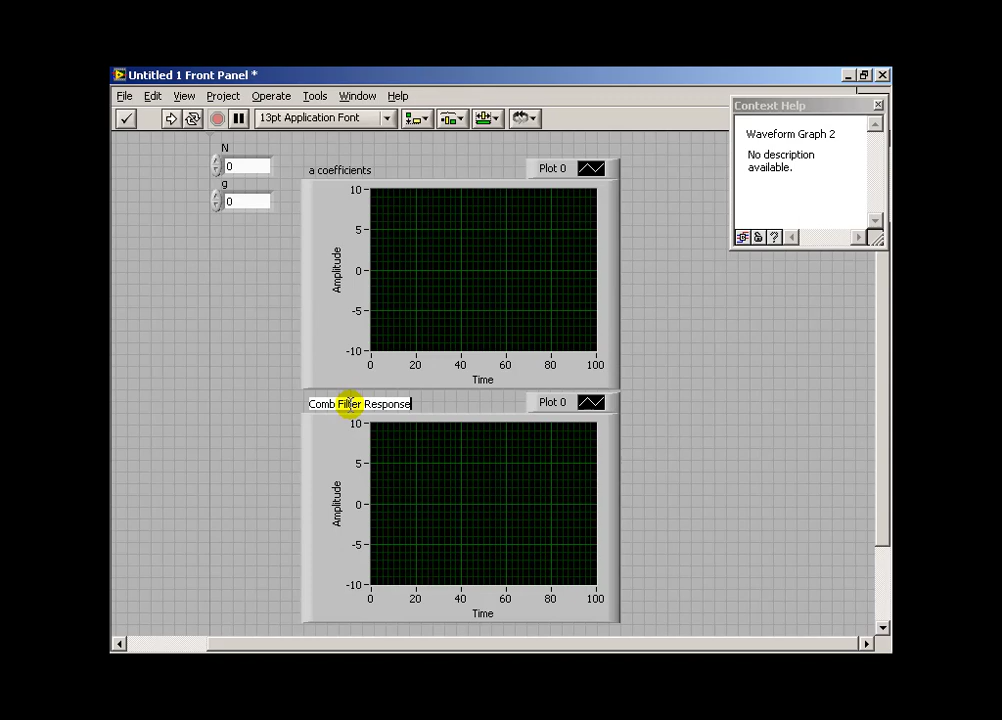 Untitled 1 Front Panel *
File Edit View Project Operate Tools Window Help
13pt Application Font
Context Help
Waveform Graph 2
No description
available.
?
N
0
g
0
a coefficients
Plot 0
10
5
0
-5
-10
Amplitude
0 20 40 60 80 100
Time
Comb Filter Response
Plot 0
10
5
0
-5
-10
Amplitude
0 20 40 60 80 100
Time